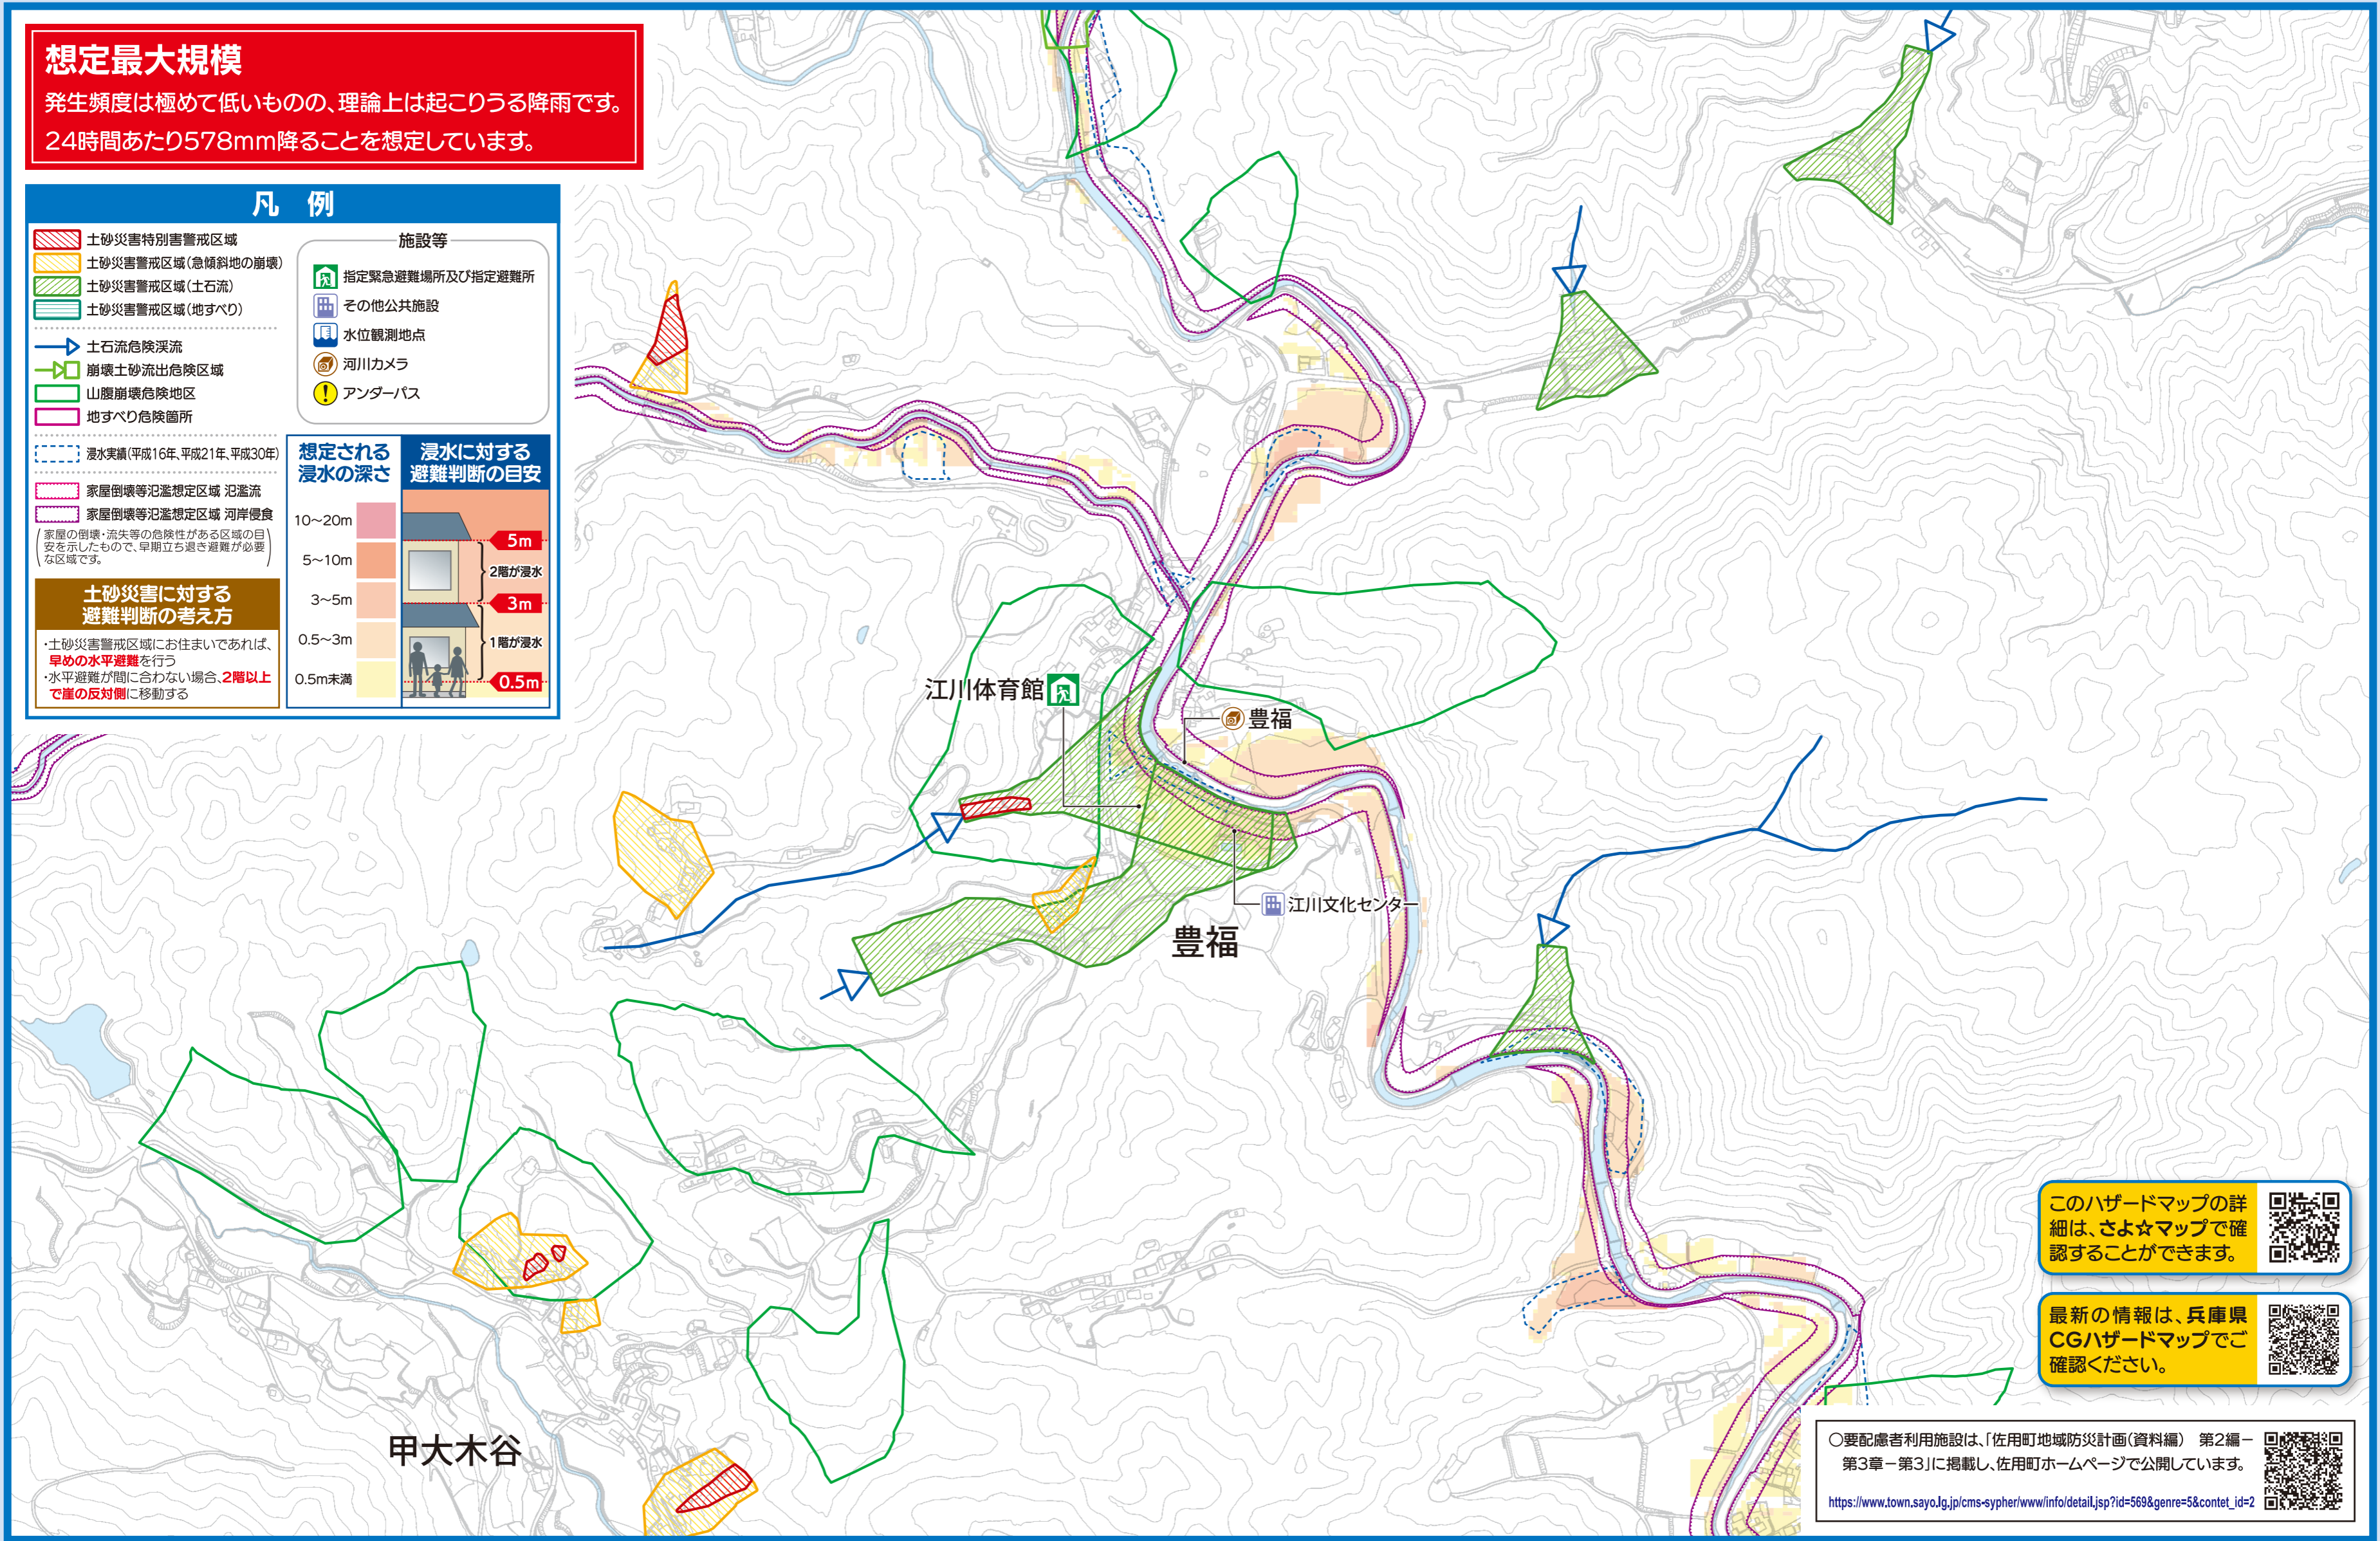 想定最大規模
発生頻度は極めて低いものの、理論上は起こりうる降雨です。
24時間あたり578mm降ることを想定しています。
凡 例
土砂災害特別害警戒区域
土砂災害警戒区域(急傾斜地の崩壊)
土砂災害警戒区域(土石流)
土砂災害警戒区域(地すべり)
土石流危険渓流
崩壊土砂流出危険区域
山腹崩壊危険地区
地すべり危険箇所
浸水実績(平成16年、平成21年、平成30年)
家屋倒壊等氾濫想定区域 氾濫流
家屋倒壊等氾濫想定区域 河岸侵食
(家屋の倒壊・流失等の危険性がある区域の目
安を示したもので、早期立ち退き避難が必要
な区域です。)
施設等
指定緊急避難場所及び指定避難所
その他公共施設
水位観測地点
河川カメラ
アンダーパス
土砂災害に対する
避難判断の考え方
・土砂災害警戒区域にお住まいであれば、
早めの水平避難を行う
・水平避難が間に合わない場合、2階以上
で崖の反対側に移動する
想定される
浸水の深さ
10～20m
5～10m
3～5m
0.5～3m
0.5m未満
浸水に対する
避難判断の目安
5m
2階が浸水
3m
1階が浸水
0.5m
江川体育館
豊福
江川文化センター
豊福
甲大木谷
このハザードマップの詳
細は、さよ☆マップで確
認することができます。
最新の情報は、兵庫県
CGハザードマップでご
確認ください。
○要配慮者利用施設は、「佐用町地域防災計画(資料編) 第2編－
第3章－第3」に掲載し、佐用町ホームページで公開しています。
https://www.town.sayo.lg.jp/cms-sypher/www/info/detail.jsp?id=569&genre=5&contet_id=2